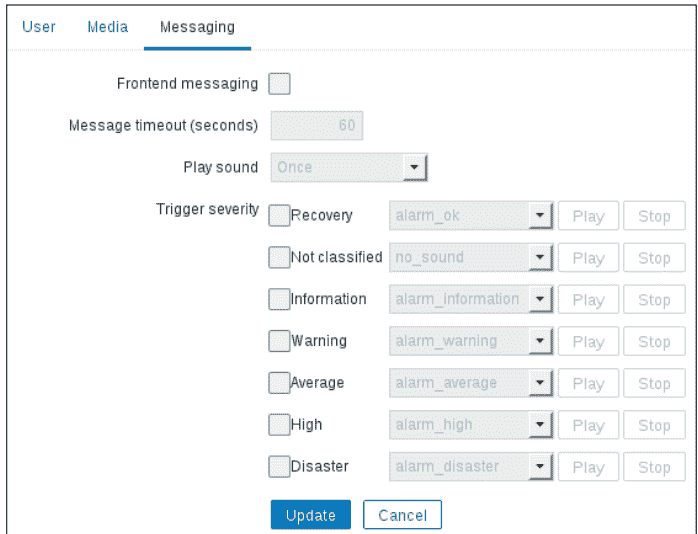 User Media Messaging
Frontend messaging
Message timeout (seconds) 60
Play sound Once
Trigger severity Recovery alarm_ok Play Stop
Not classified no_sound Play Stop
Information alarm_information Play Stop
Warning alarm_warning Play Stop
Average alarm_average Play Stop
High alarm_high Play Stop
Disaster alarm_disaster Play Stop
Update Cancel